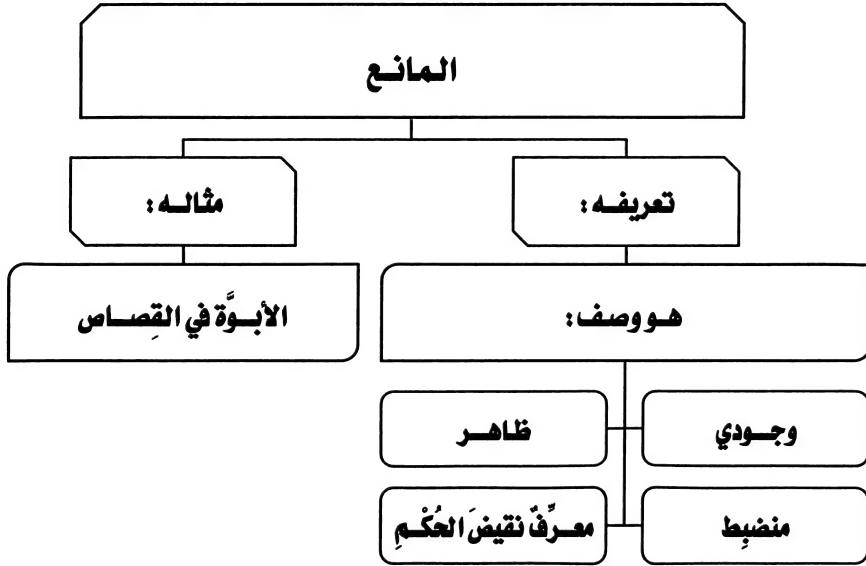 المانع
تعريفه:
مثاله:
هو وصف:
الأبوَّة في القِصاص
وجودي
ظاهر
منضبِط
معرِّفٌ نقيضَ الحُكْمِ